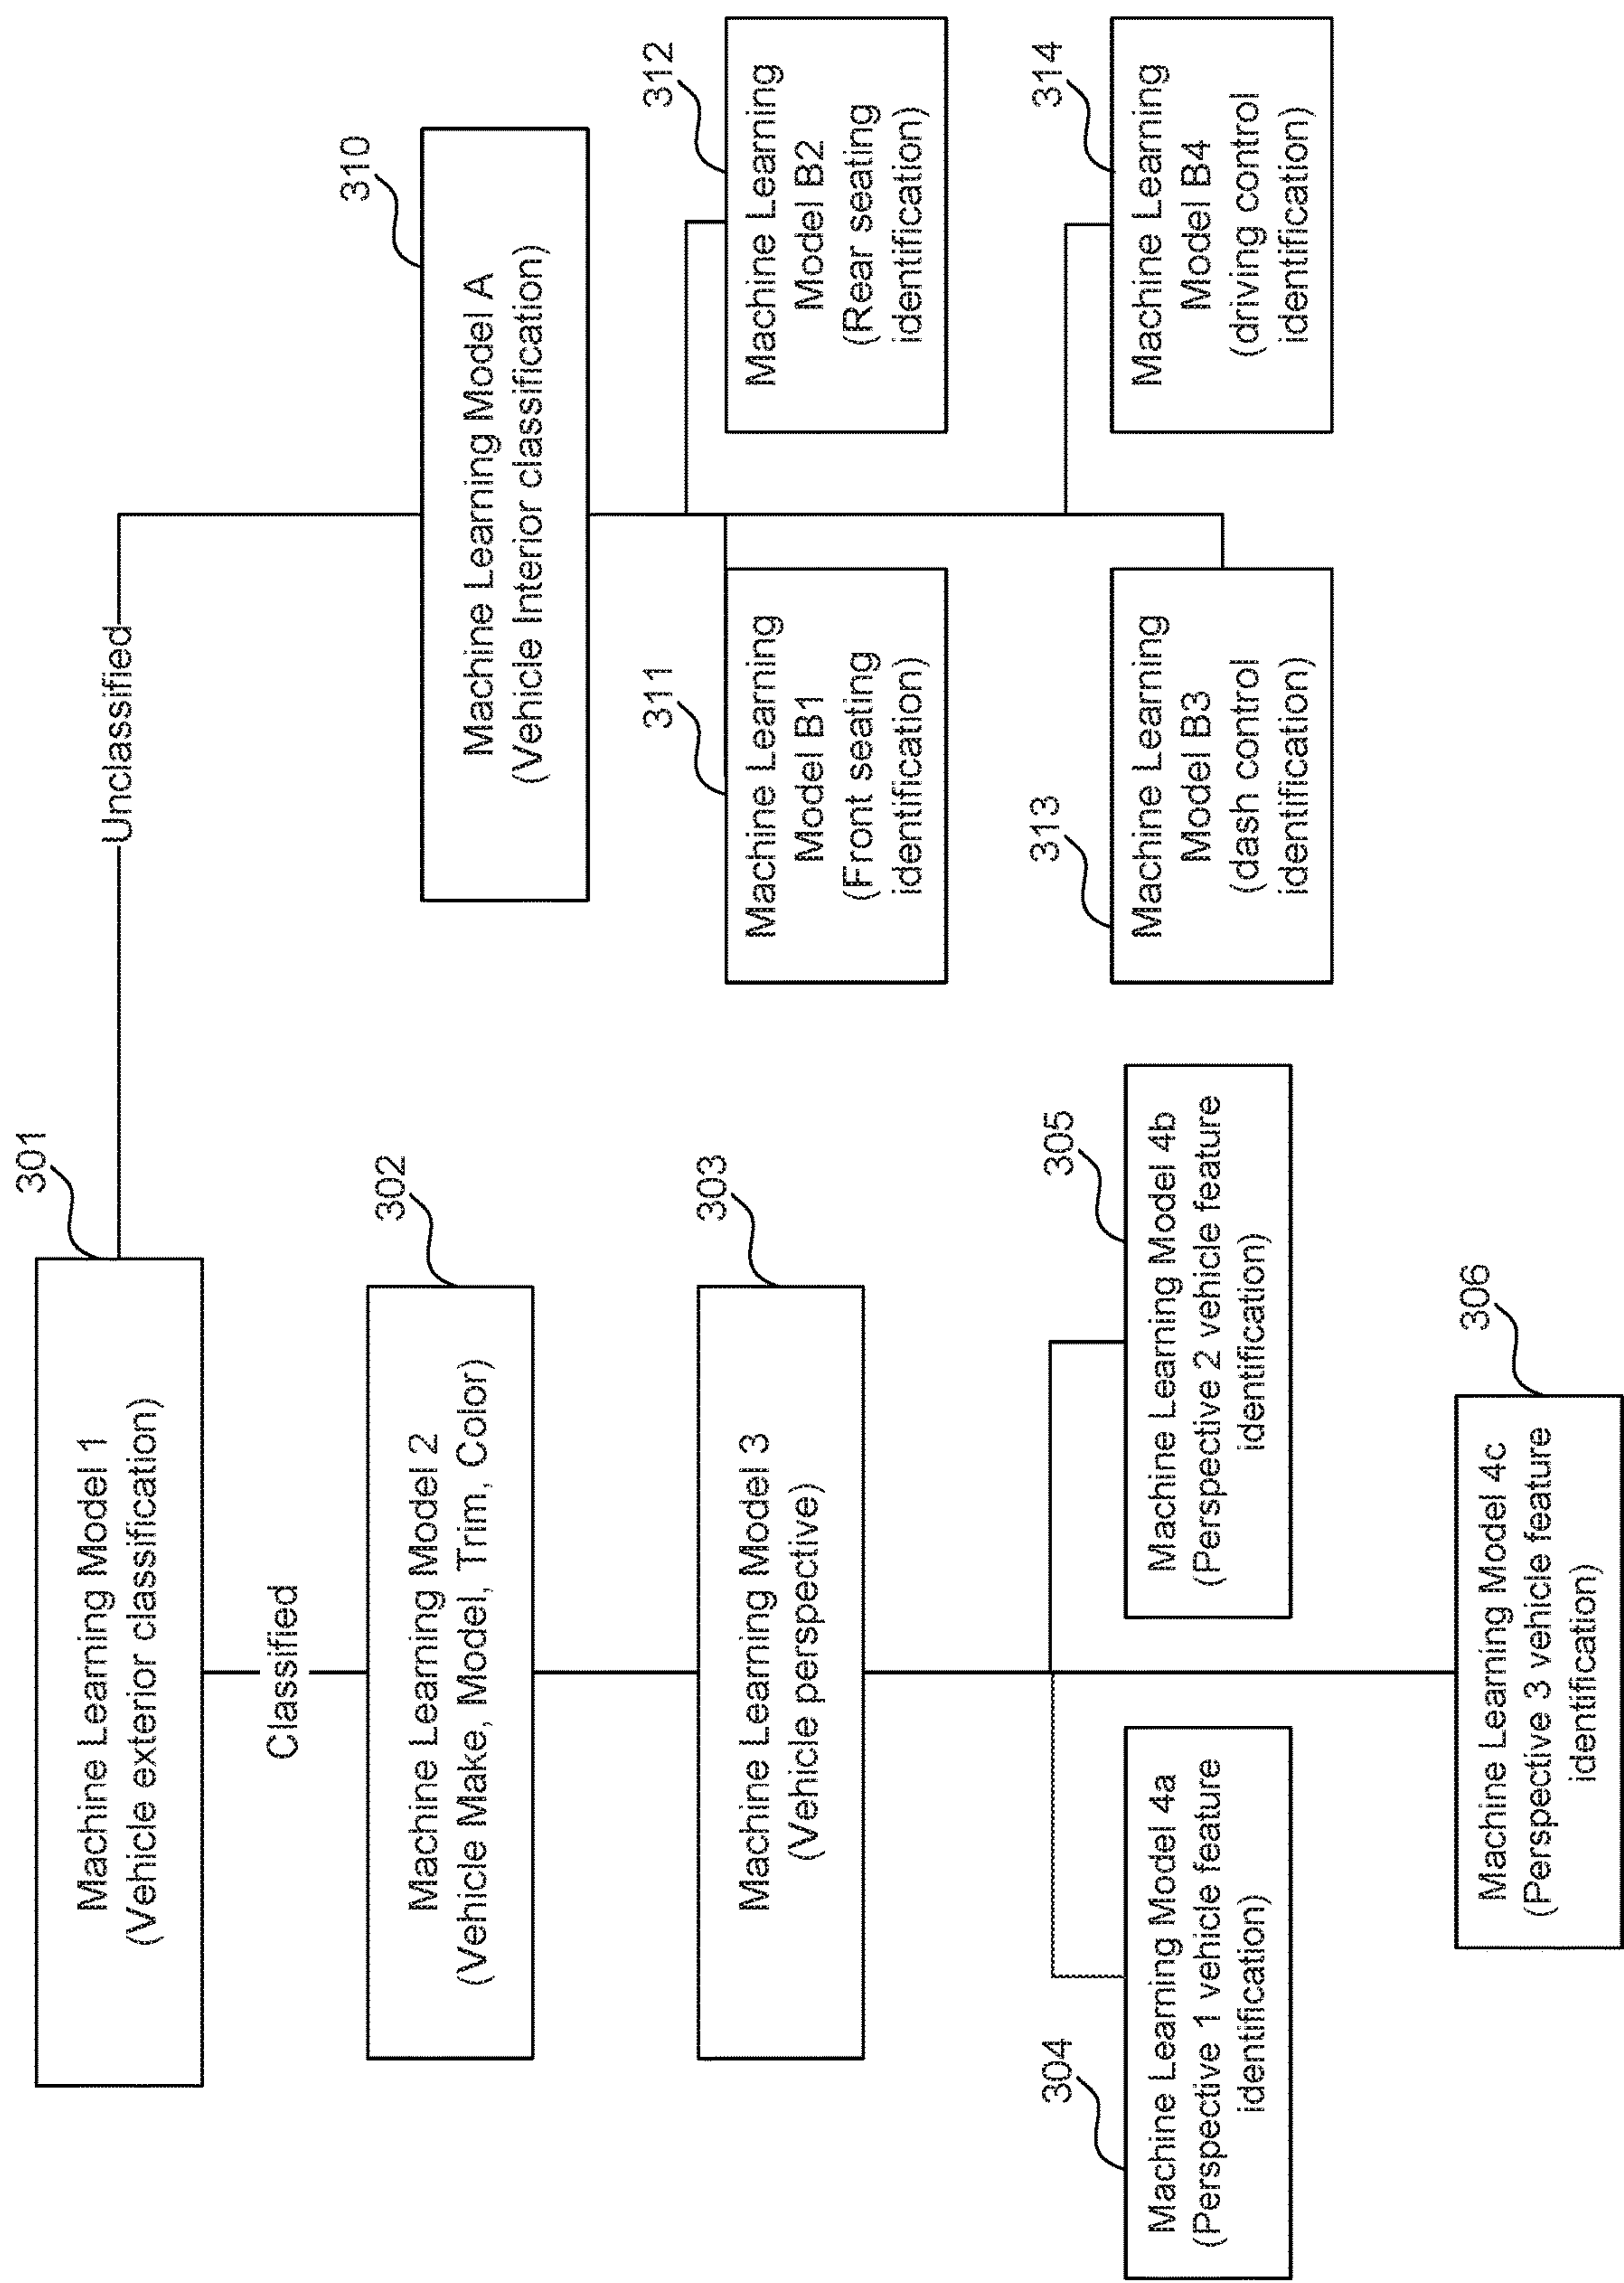 301
Machine Learning Model 1
(Vehicle exterior classification)
Unclassified
Classified
302
Machine Learning Model 2
(Vehicle Make, Model, Trim, Color)
303
Machine Learning Model 3
(Vehicle perspective)
304
Machine Learning Model 4a
(Perspective 1 vehicle feature
identification)
305
Machine Learning Model 4b
(Perspective 2 vehicle feature
identification)
306
Machine Learning Model 4c
(Perspective 3 vehicle feature
identification)
310
Machine Learning Model A
(Vehicle Interior classification)
311
Machine Learning
Model B1
(Front seating
identification)
312
Machine Learning
Model B2
(Rear seating
identification)
313
Machine Learning
Model B3
(dash control
identification)
314
Machine Learning
Model B4
(driving control
identification)